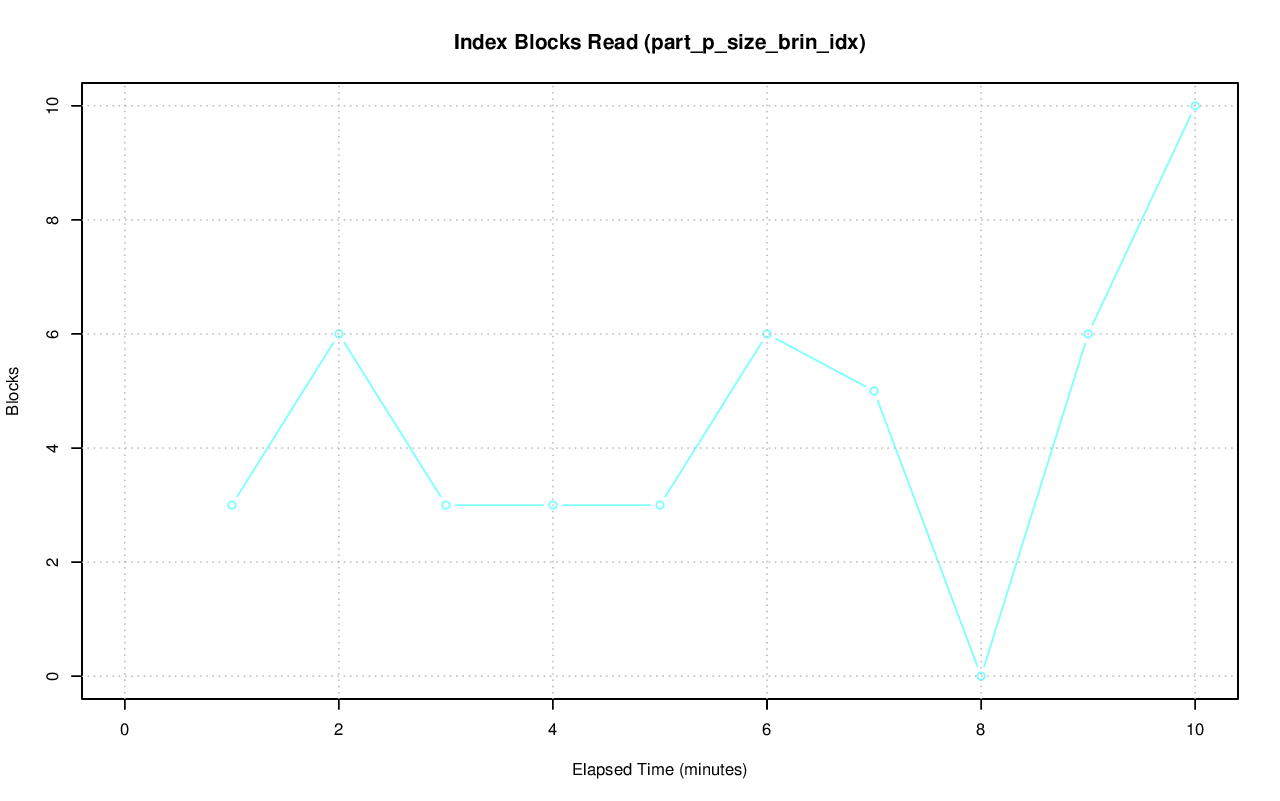 Index Blocks Read (part_p_size_brin_idx)
10
8
6
4
2
0
Blocks
0 2 4 6 8 10
Elapsed Time (minutes)